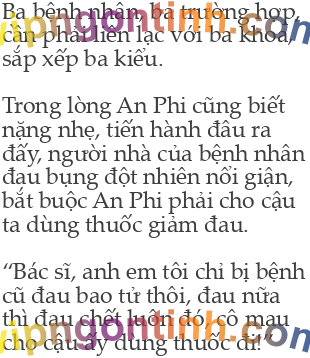 Ba bệnh nhân, ba trường hợp,
cần phải liên lạc với ba khoa,
sắp xếp ba kiểu.
Trong lòng An Phi cũng biết
nặng nhẹ, tiến hành đâu ra
đấy, người nhà của bệnh nhân
đau bụng đột nhiên nổi giận,
bắt buộc An Phi phải cho cậu
ta dùng thuốc giảm đau.
“Bác sĩ, anh em tôi chỉ bị bệnh
cũ đau bao tử thôi, đau nữa
thì đau chết luôn đó, cô mau
cho cậu ấy dùng thuốc đi!”
vipngontinh.com
vipngontinh.com